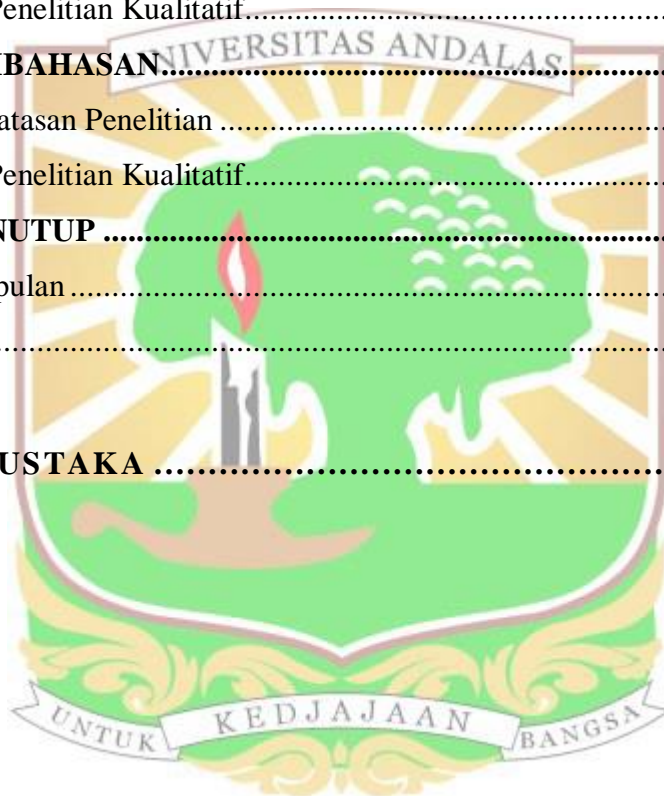 Penelitian Kualitatif
UNIVERSITAS ANDALAS
BAHASAN
atasan Penelitian
Penelitian Kualitatif
NUTUP
pulan
USTAKA
UNTUK KEDJAJAAN BANGSA